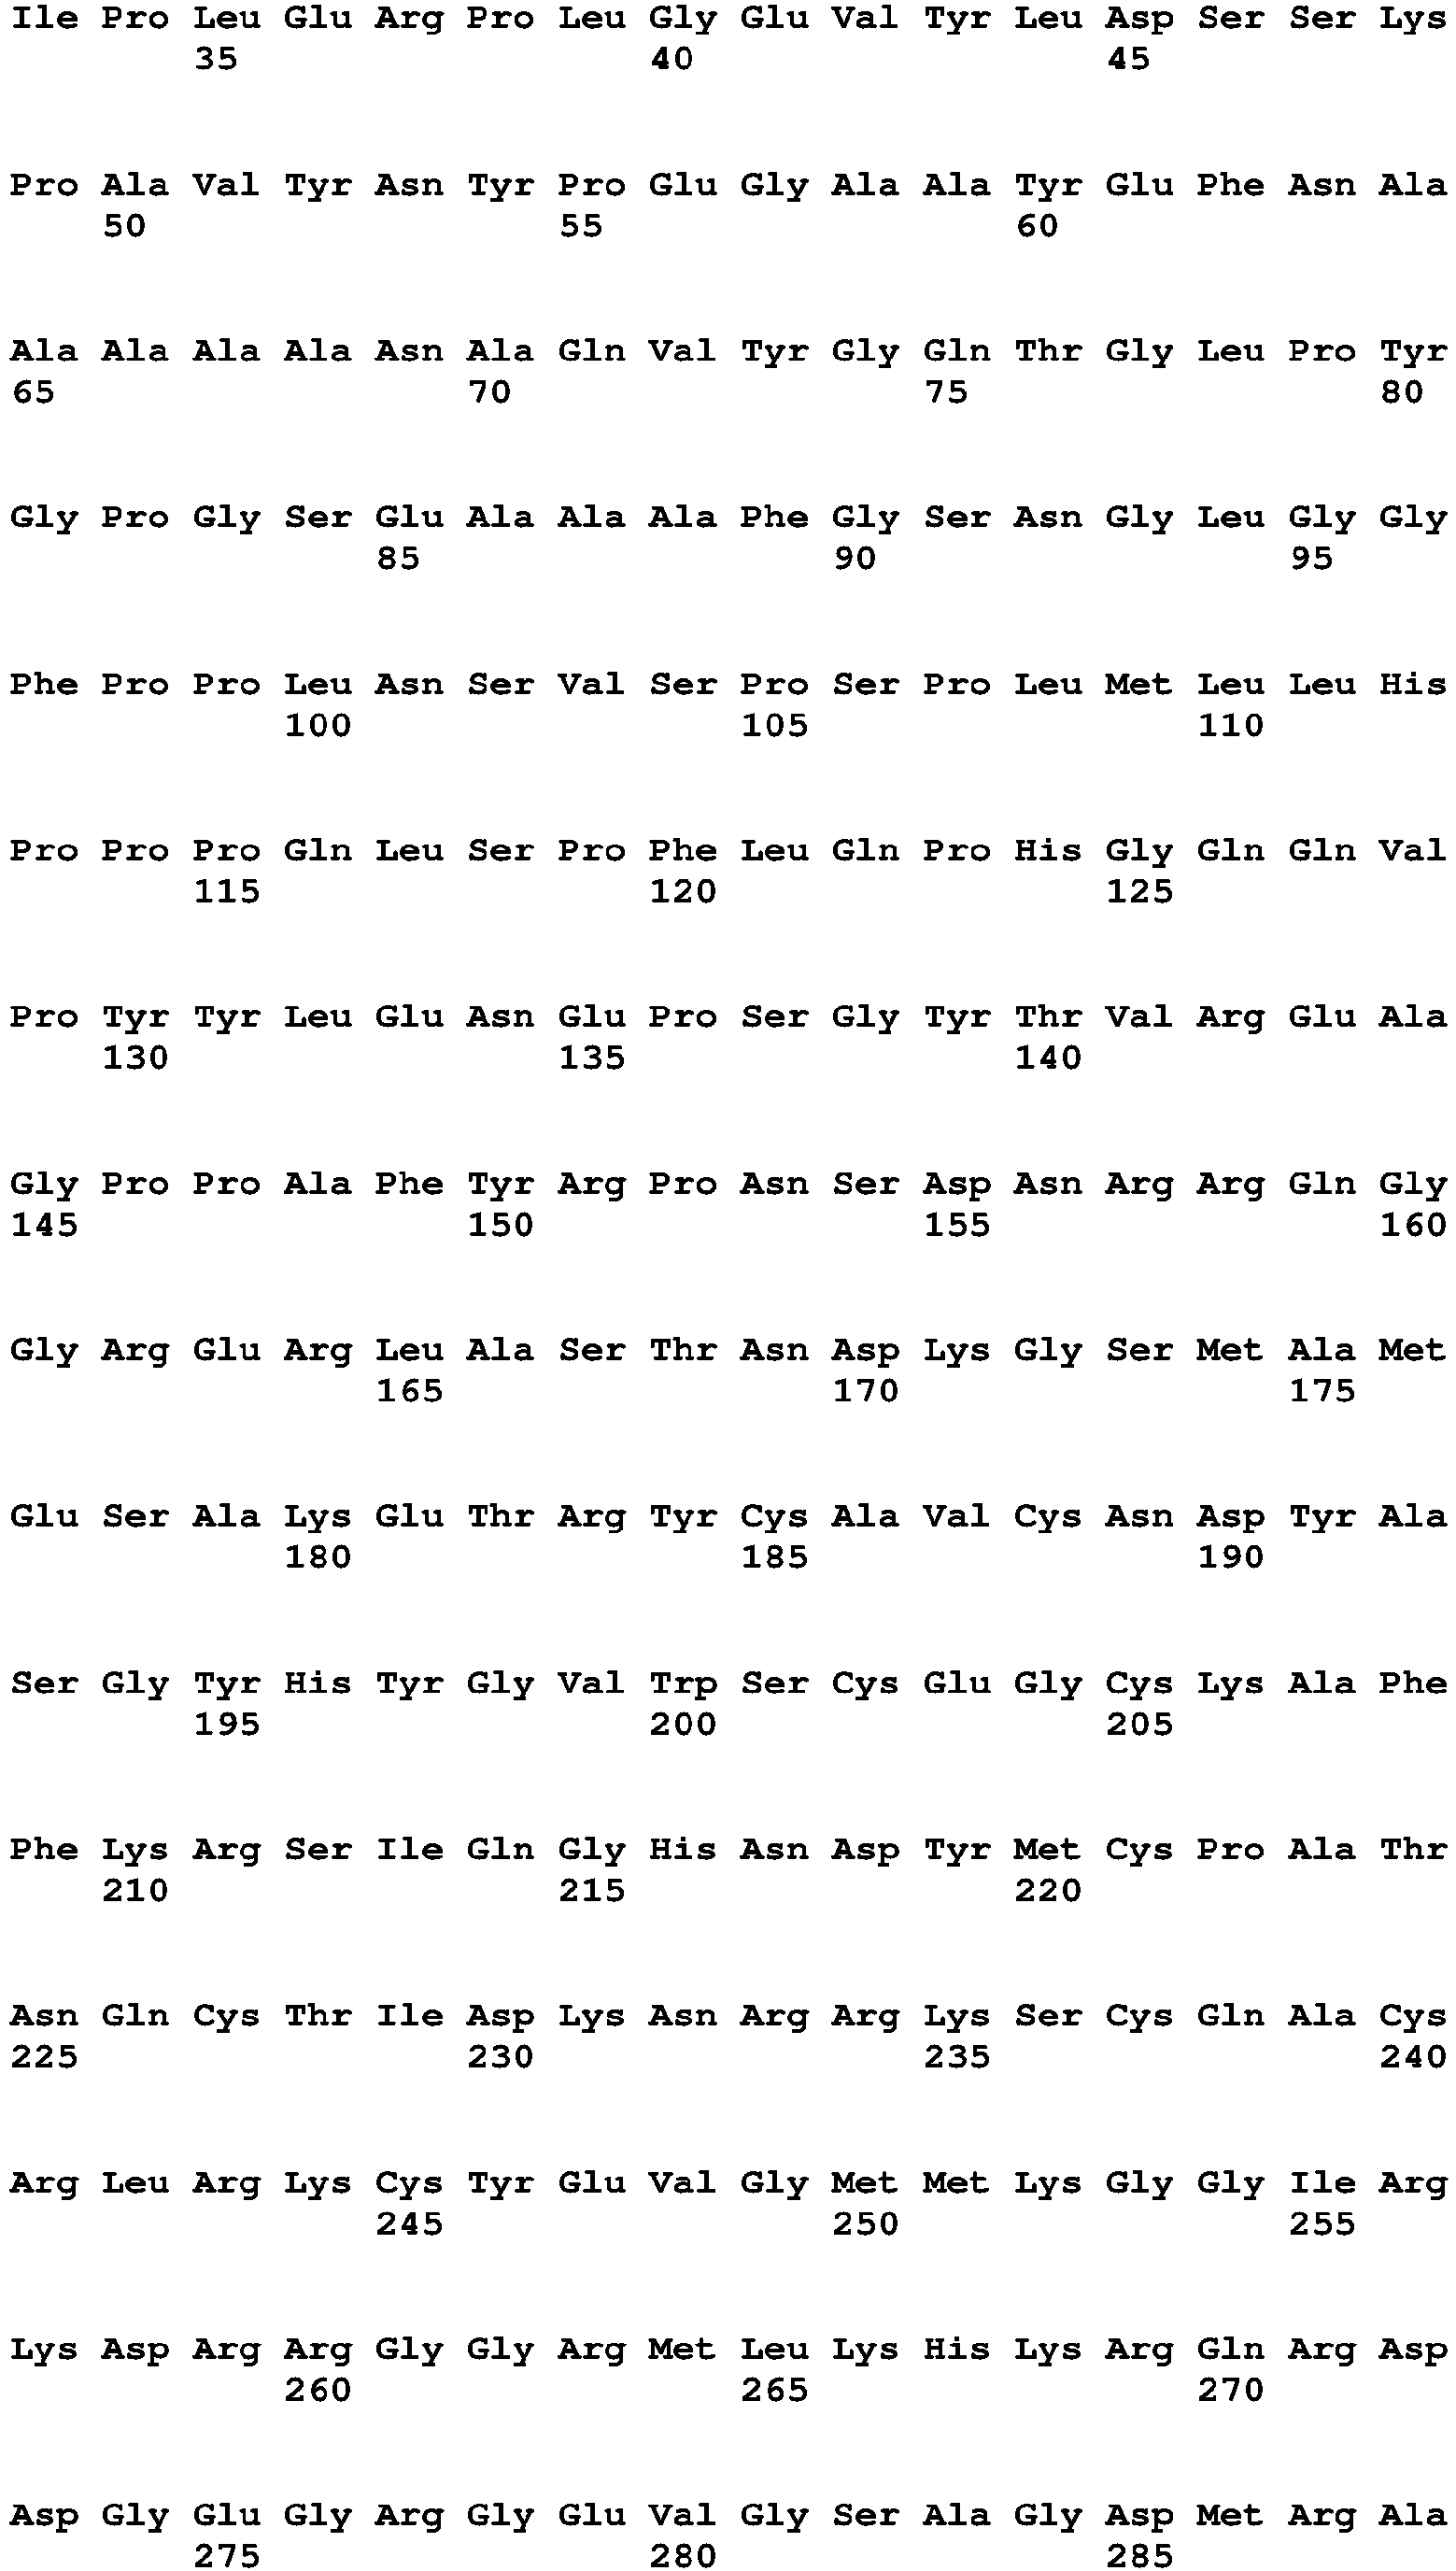 Ile Pro Leu Glu Arg Pro Leu Gly Glu Val Tyr Leu Asp Ser Ser Lys
35 40 45
Pro Ala Val Tyr Asn Tyr Pro Glu Gly Ala Ala Tyr Glu Phe Asn Ala
50 55 60
Ala Ala Ala Ala Asn Ala Gln Val Tyr Gly Gln Thr Gly Leu Pro Tyr
65 70 75 80
Gly Pro Gly Ser Glu Ala Ala Ala Phe Gly Ser Asn Gly Leu Gly Gly
85 90 95
Phe Pro Pro Leu Asn Ser Val Ser Pro Ser Pro Leu Met Leu Leu His
100 105 110
Pro Pro Pro Gln Leu Ser Pro Phe Leu Gln Pro His Gly Gln Gln Val
115 120 125
Pro Tyr Tyr Leu Glu Asn Glu Pro Ser Gly Tyr Thr Val Arg Glu Ala
130 135 140
Gly Pro Pro Ala Phe Tyr Arg Pro Asn Ser Asp Asn Arg Arg Gln Gly
145 150 155 160
Gly Arg Glu Arg Leu Ala Ser Thr Asn Asp Lys Gly Ser Met Ala Met
165 170 175
Glu Ser Ala Lys Glu Thr Arg Tyr Cys Ala Val Cys Asn Asp Tyr Ala
180 185 190
Ser Gly Tyr His Tyr Gly Val Trp Ser Cys Glu Gly Cys Lys Ala Phe
195 200 205
Phe Lys Arg Ser Ile Gln Gly His Asn Asp Tyr Met Cys Pro Ala Thr
210 215 220
Asn Gln Cys Thr Ile Asp Lys Asn Arg Arg Lys Ser Cys Gln Ala Cys
225 230 235 240
Arg Leu Arg Lys Cys Tyr Glu Val Gly Met Met Lys Gly Gly Ile Arg
245 250 255
Lys Asp Arg Arg Gly Gly Arg Met Leu Lys His Lys Arg Gln Arg Asp
260 265 270
Asp Gly Glu Gly Arg Gly Glu Val Gly Ser Ala Gly Asp Met Arg Ala
275 280 285